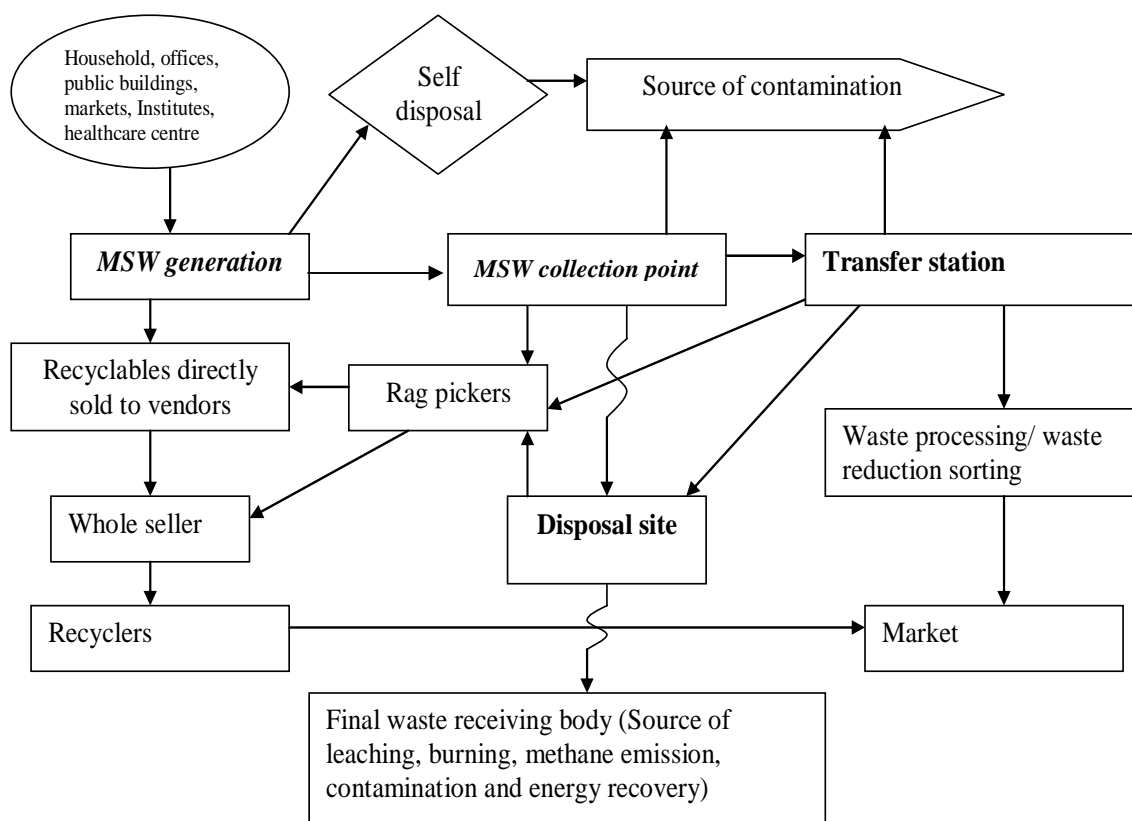 Household, offices,
public buildings,
markets, Institutes,
healthcare centre
Self
disposal
Source of contamination
MSW generation
MSW collection point
Transfer station
Recyclables directly
sold to vendors
Rag pickers
Waste processing/ waste
reduction sorting
Whole seller
Disposal site
Recyclers
Market
Final waste receiving body (Source of
leaching, burning, methane emission,
contamination and energy recovery)